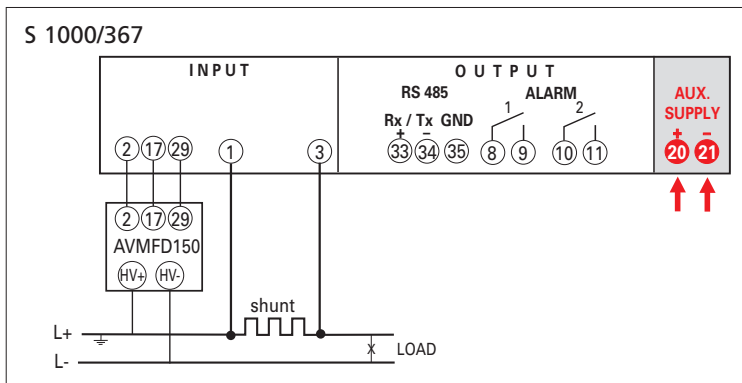 S 1000/367
INPUT
OUTPUT
RS 485 ALARM
AUX.
SUPPLY
1 2
Rx / Tx GND
+ −
+ −
2 17 29 1 3 33 34 35 8 9 10 11 20 21
2 17 29
AVMFD150
HV+ HV-
shunt
L+
X LOAD
L-